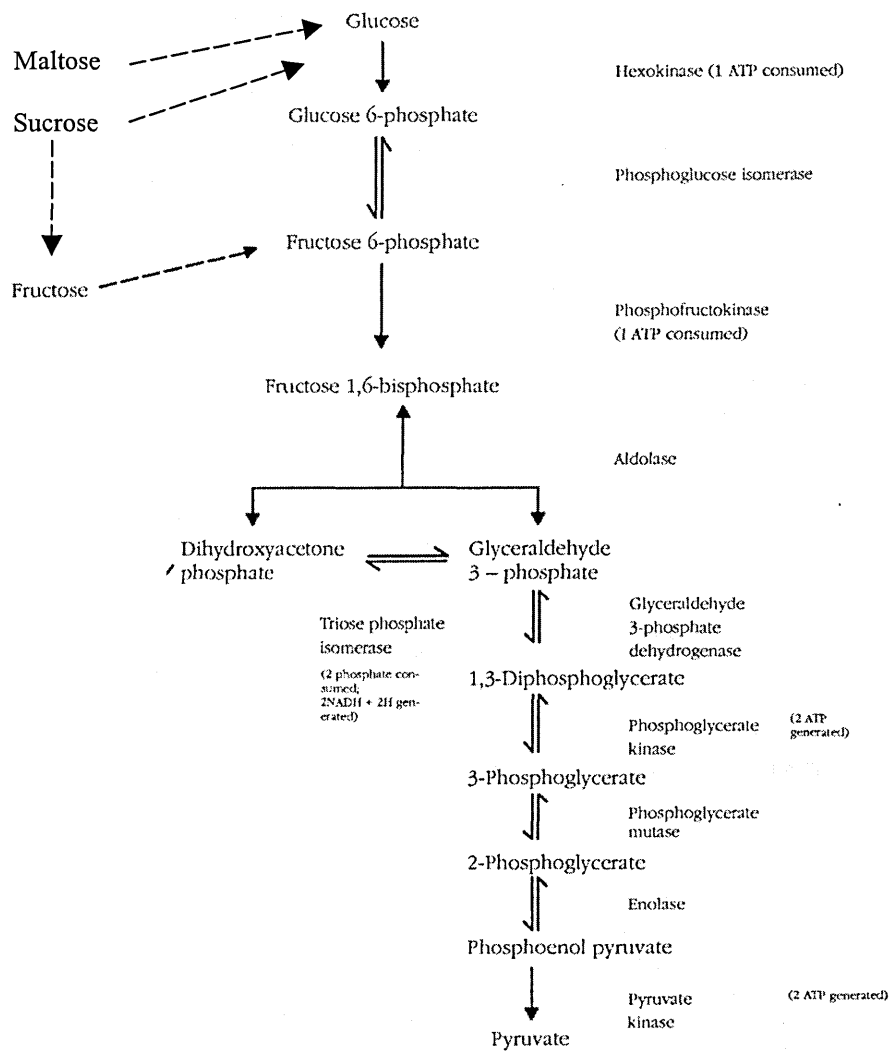 Glucose
Maltose
Hexokinase (1 ATP consumed)
Sucrose
Glucose 6-phosphate
Phosphoglucose isomerase
Fructose 6-phosphate
Fructose
Phosphofructokinase
(1 ATP consumed)
Fructose 1,6-bisphosphate
Aldolase
Dihydroxyacetone
phosphate
Glyceraldehyde
3 – phosphate
Triose phosphate
isomerase
(2 phosphate con-
sumed;
2NADH + 2H gen-
erated)
Glyceraldehyde
3-phosphate
dehydrogenase
1,3-Diphosphoglycerate
Phosphoglycerate
kinase
(2 ATP
generated)
3-Phosphoglycerate
Phosphoglycerate
mutase
2-Phosphoglycerate
Enolase
Phosphoenol pyruvate
Pyruvate
kinase
(2 ATP generated)
Pyruvate